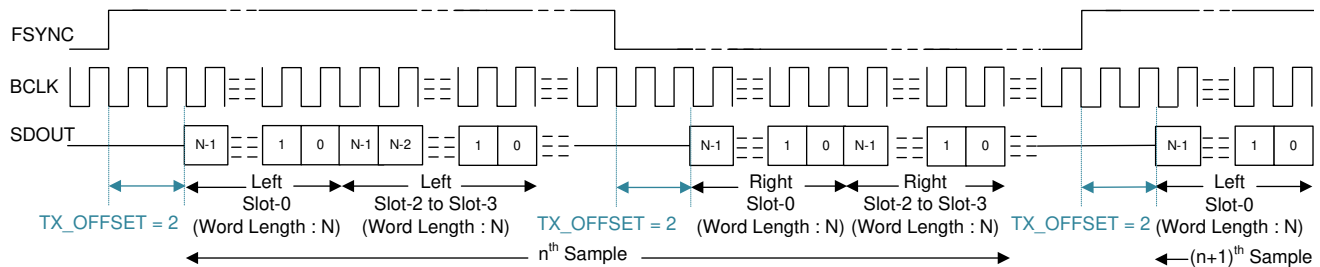 FSYNC
BCLK
SDOUT
N-1 1 0 N-1 N-2 1 0 N-1 1 0 N-1 1 0 N-1 1 0
TX_OFFSET = 2
Left
Slot-0
(Word Length : N)
Left
Slot-2 to Slot-3
(Word Length : N)
TX_OFFSET = 2
Right
Slot-0
(Word Length : N)
Right
Slot-2 to Slot-3
(Word Length : N)
TX_OFFSET = 2
Left
Slot-0
(Word Length : N)
nth Sample
(n+1)th Sample